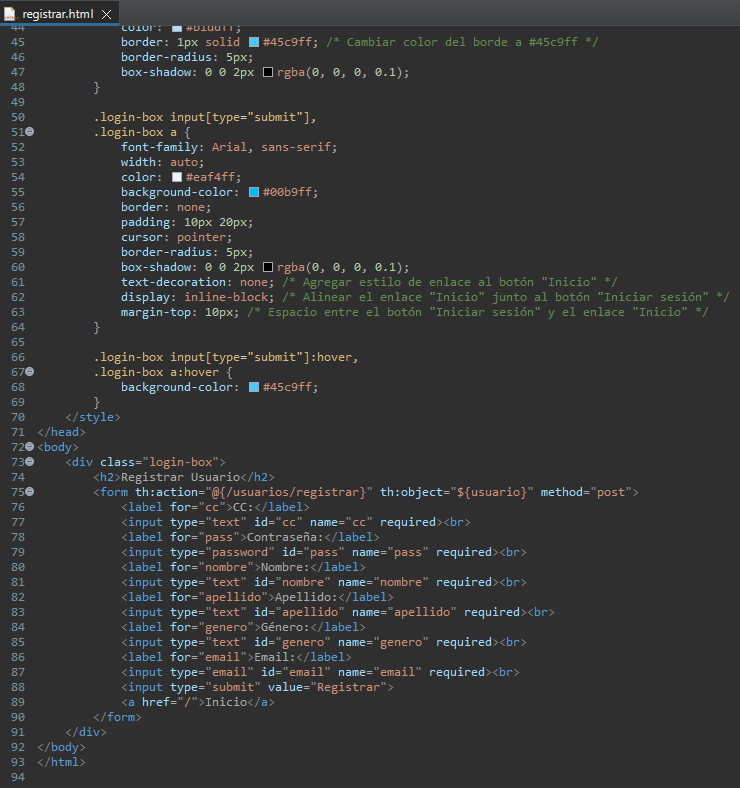 registrar.html
44 color: #b1ddff;
45 border: 1px solid #45c9ff; /* Cambiar color del borde a #45c9ff */
46 border-radius: 5px;
47 box-shadow: 0 0 2px rgba(0, 0, 0, 0.1);
48 }
49
50 .login-box input[type="submit"],
51 .login-box a {
52 font-family: Arial, sans-serif;
53 width: auto;
54 color: #eaf4ff;
55 background-color: #00b9ff;
56 border: none;
57 padding: 10px 20px;
58 cursor: pointer;
59 border-radius: 5px;
60 box-shadow: 0 0 2px rgba(0, 0, 0, 0.1);
61 text-decoration: none; /* Agregar estilo de enlace al botón "Inicio" */
62 display: inline-block; /* Alinear el enlace "Inicio" junto al botón "Iniciar sesión" */
63 margin-top: 10px; /* Espacio entre el botón "Iniciar sesión" y el enlace "Inicio" */
64 }
65
66 .login-box input[type="submit"]:hover,
67 .login-box a:hover {
68 background-color: #45c9ff;
69 }
70 </style>
71 </head>
72 <body>
73 <div class="login-box">
74 <h2>Registrar Usuario</h2>
75 <form th:action="@{/usuarios/registrar}" th:object="${usuario}" method="post">
76 <label for="cc">CC:</label>
77 <input type="text" id="cc" name="cc" required><br>
78 <label for="pass">Contraseña:</label>
79 <input type="password" id="pass" name="pass" required><br>
80 <label for="nombre">Nombre:</label>
81 <input type="text" id="nombre" name="nombre" required><br>
82 <label for="apellido">Apellido:</label>
83 <input type="text" id="apellido" name="apellido" required><br>
84 <label for="genero">Género:</label>
85 <input type="text" id="genero" name="genero" required><br>
86 <label for="email">Email:</label>
87 <input type="email" id="email" name="email" required><br>
88 <input type="submit" value="Registrar">
89 <a href="/">Inicio</a>
90 </form>
91 </div>
92 </body>
93 </html>
94